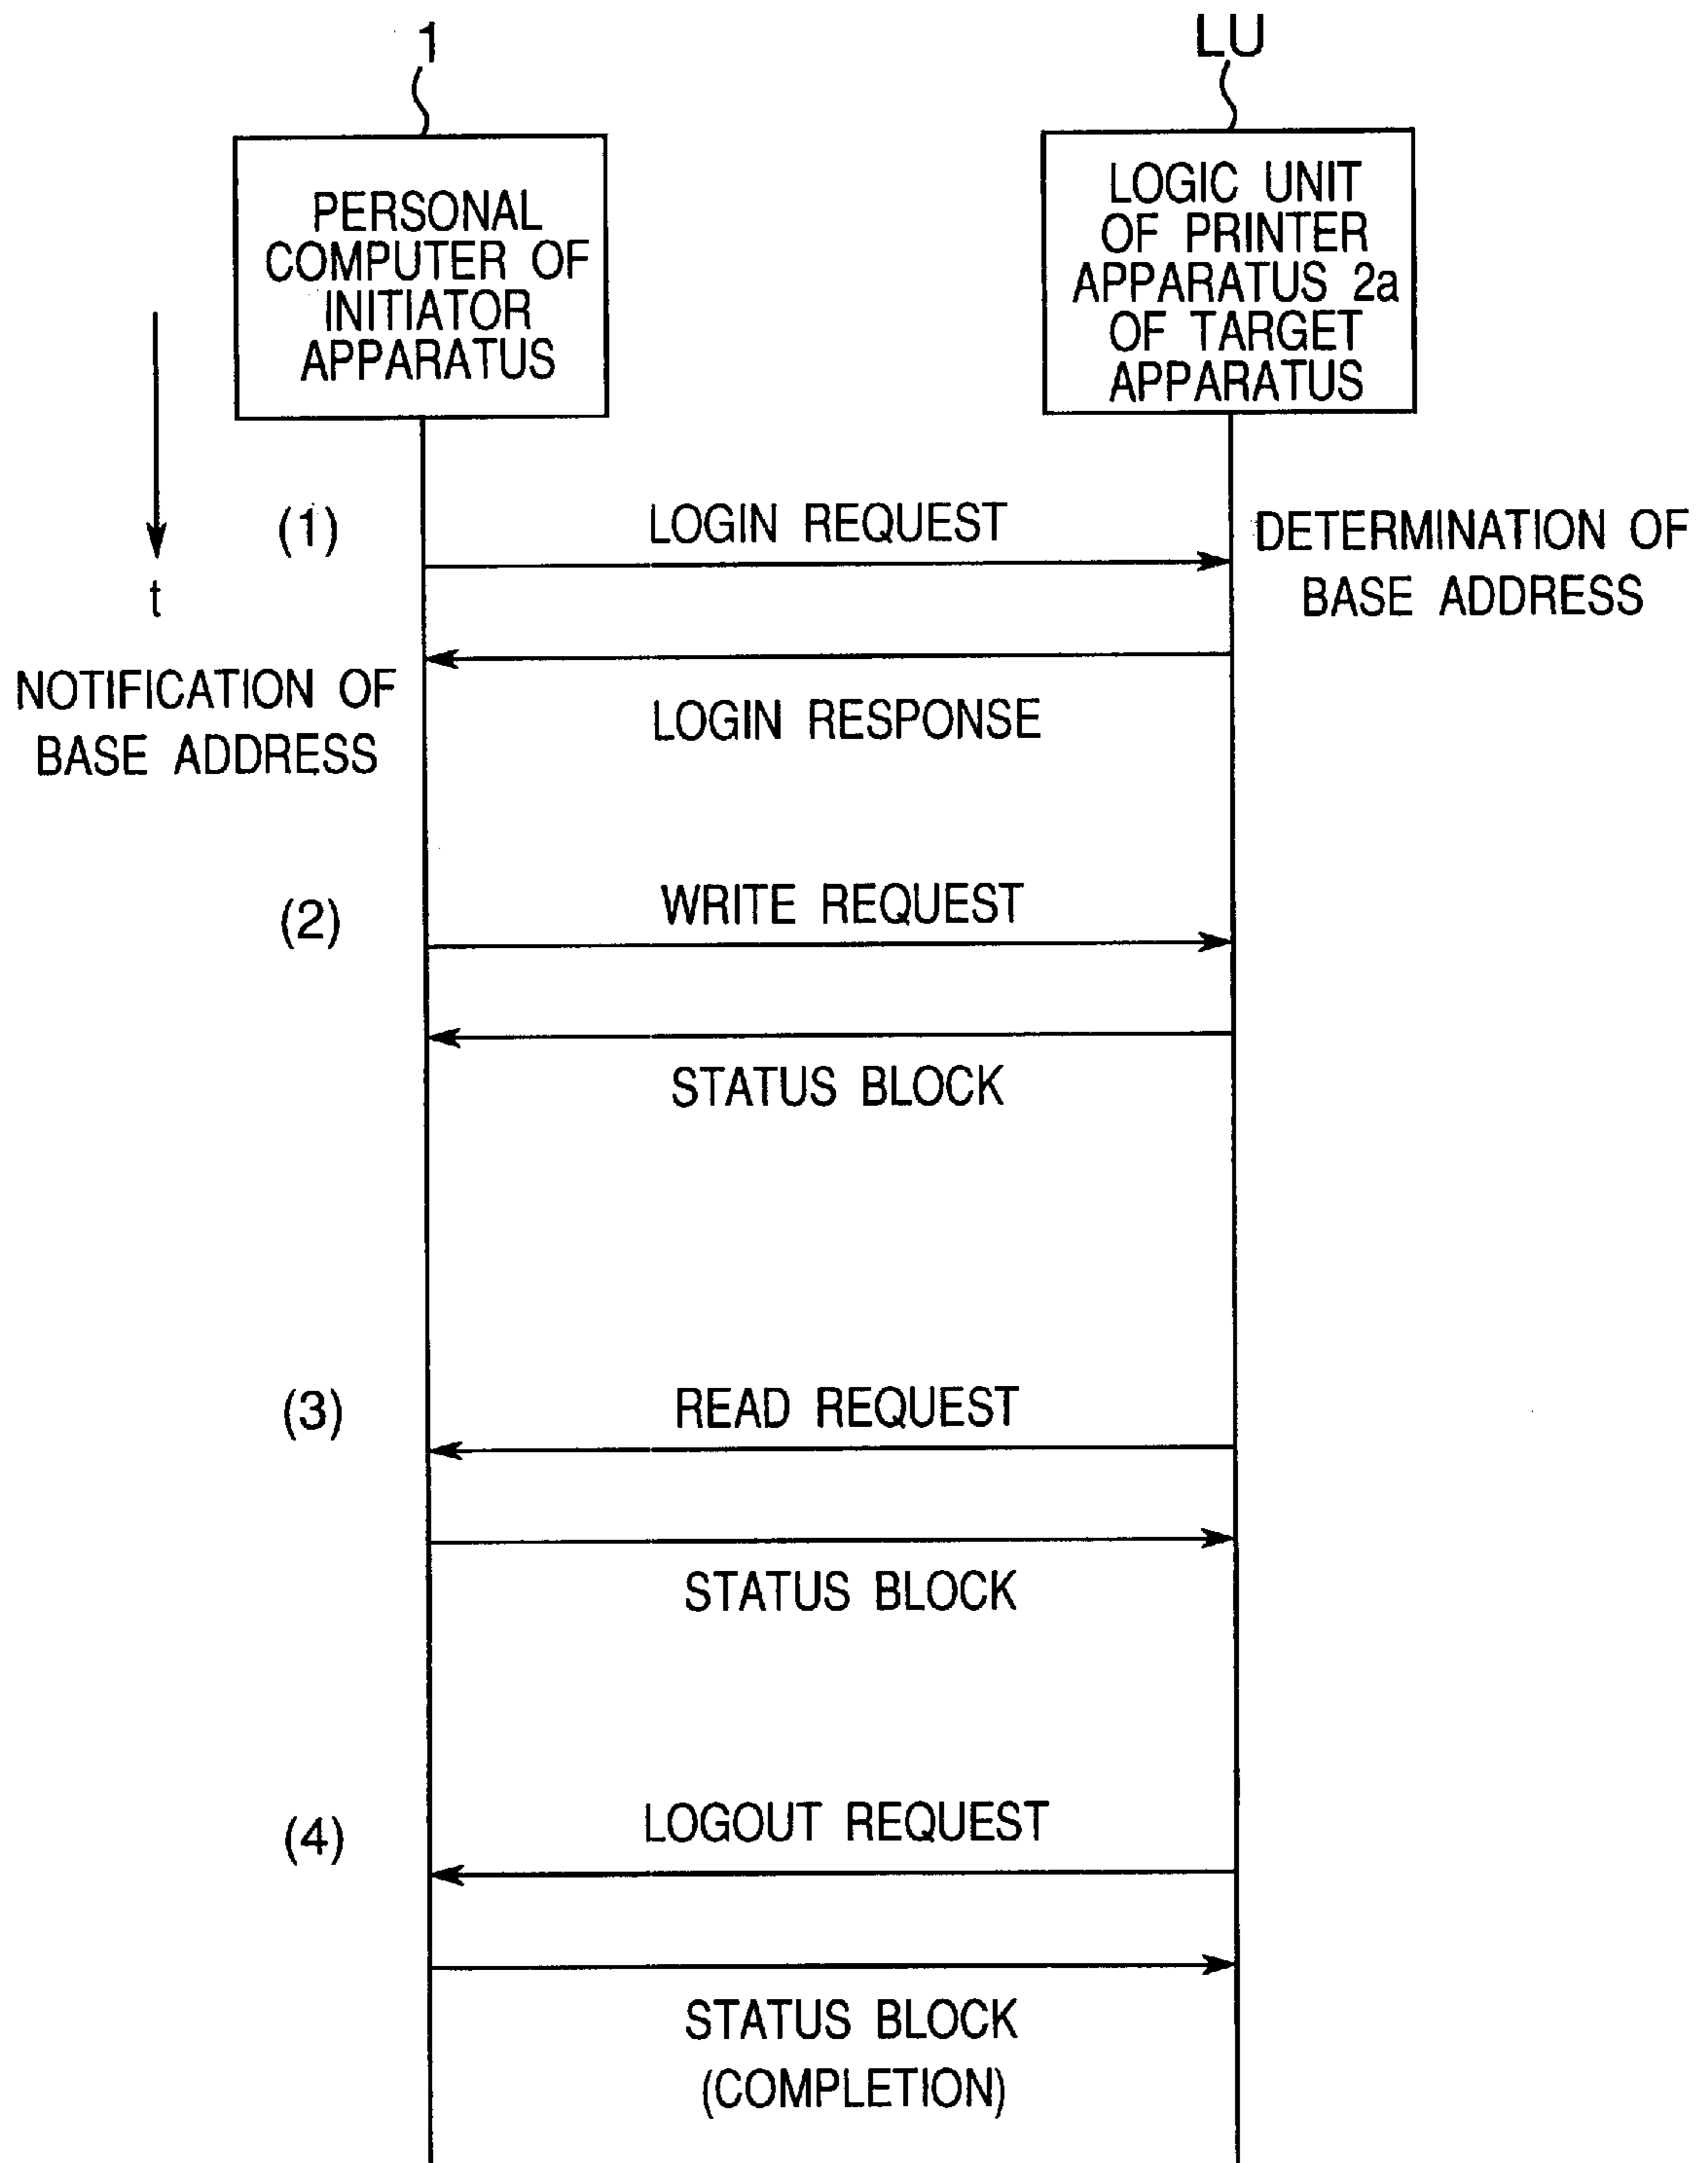 1
LU
PERSONAL
COMPUTER OF
INITIATOR
APPARATUS
LOGIC UNIT
OF PRINTER
APPARATUS 2a
OF TARGET
APPARATUS
t
(1)
LOGIN REQUEST
DETERMINATION OF
BASE ADDRESS
NOTIFICATION OF
BASE ADDRESS
LOGIN RESPONSE
(2)
WRITE REQUEST
STATUS BLOCK
(3)
READ REQUEST
STATUS BLOCK
(4)
LOGOUT REQUEST
STATUS BLOCK
(COMPLETION)